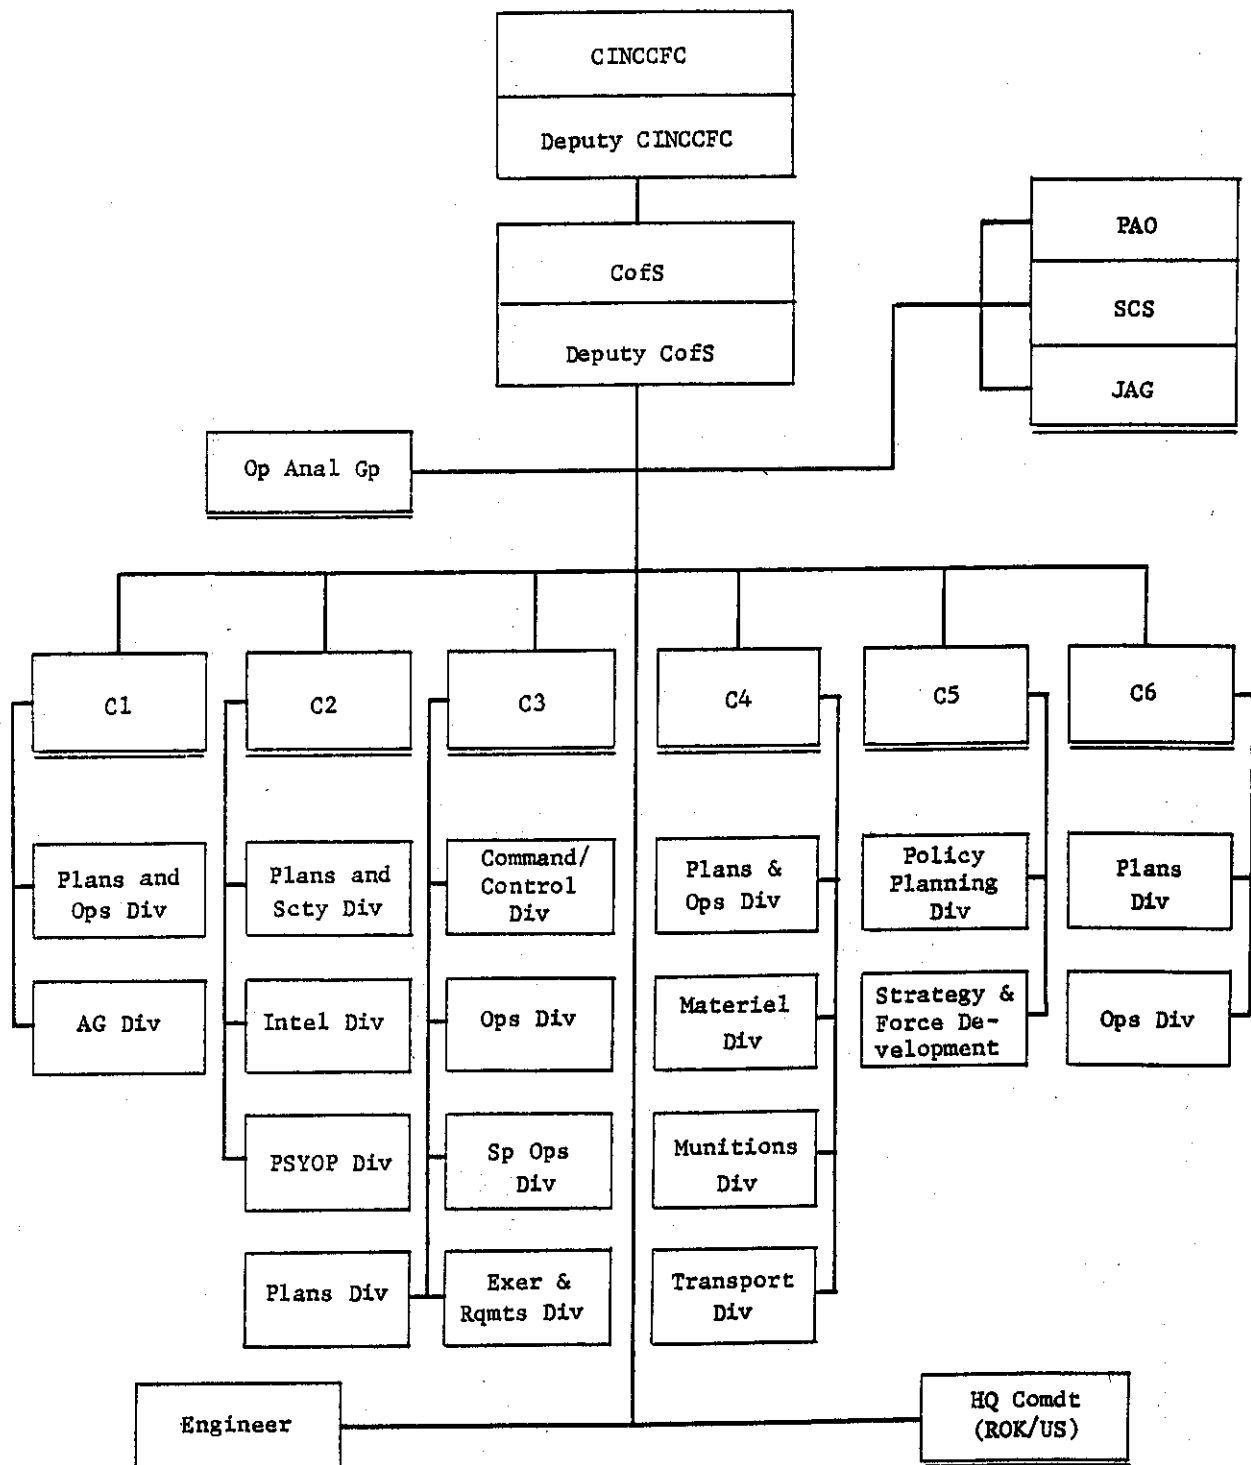 CINCCFC
Deputy CINCCFC
CofS
Deputy CofS
PAO
SCS
JAG
Op Anal Gp
C1
C2
C3
C4
C5
C6
Plans and
Ops Div
Plans and
Scty Div
Command/
Control
Div
Plans &
Ops Div
Policy
Planning
Div
Plans
Div
AG Div
Intel Div
Ops Div
Materiel
Div
Strategy &
Force De-
velopment
Ops Div
PSYOP Div
Sp Ops
Div
Munitions
Div
Plans Div
Exer &
Rqmts Div
Transport
Div
Engineer
HQ Comdt
(ROK/US)